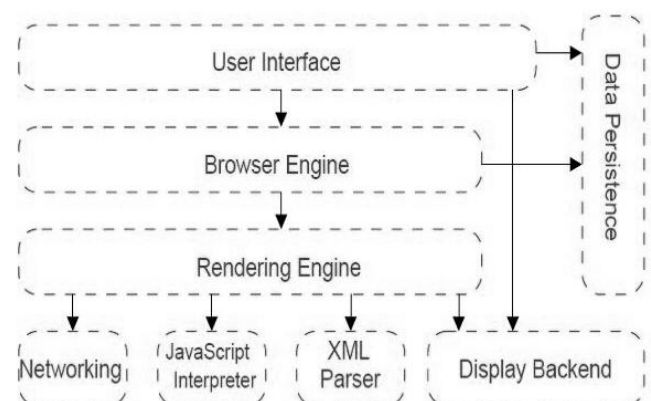 User Interface
Data Persistence
Browser Engine
Rendering Engine
Networking
JavaScript
Interpreter
XML
Parser
Display Backend